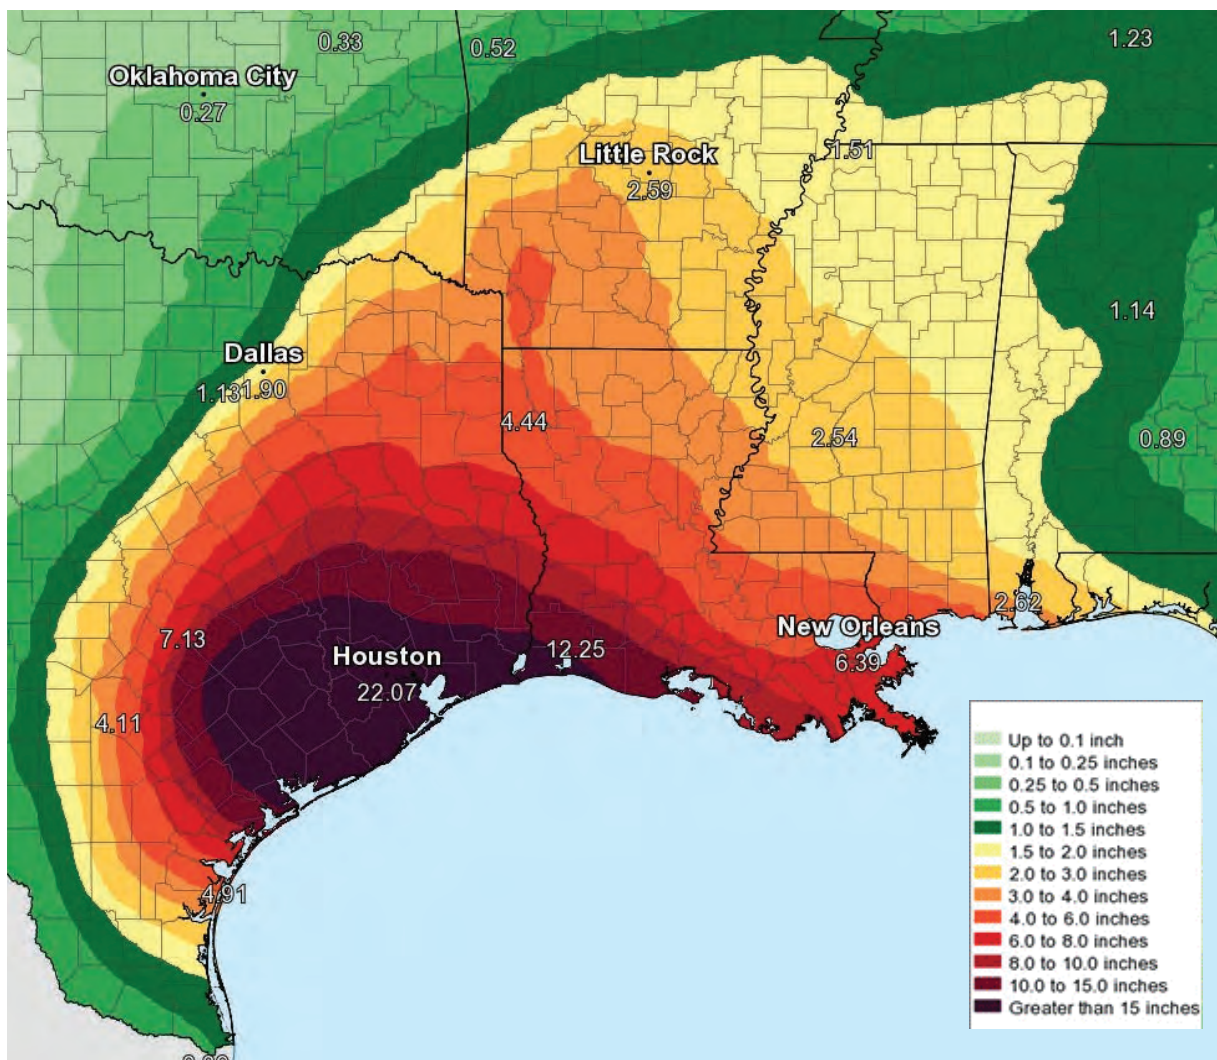 0.33
0.52
1.23
Oklahoma City
0.27
Little Rock
1.51
2.59
1.14
Dallas
1.13
1.90
4.44
2.54
0.89
2.62
7.13
New Orleans
Houston
12.25
6.39
22.07
4.11
4.91
Up to 0.1 inch
0.1 to 0.25 inches
0.25 to 0.5 inches
0.5 to 1.0 inches
1.0 to 1.5 inches
1.5 to 2.0 inches
2.0 to 3.0 inches
3.0 to 4.0 inches
4.0 to 6.0 inches
6.0 to 8.0 inches
8.0 to 10.0 inches
10.0 to 15.0 inches
Greater than 15 inches